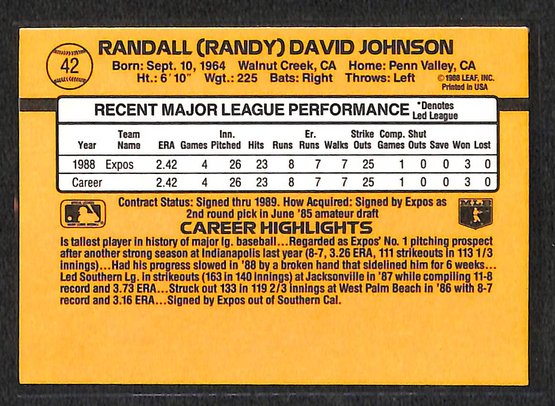 42
RANDALL (RANDY) DAVID JOHNSON
Born: Sept. 10, 1964 Walnut Creek, CA Home: Penn Valley, CA
Ht.: 6'10" Wgt.: 225 Bats: Right Throws: Left
©1988 LEAF, INC.
Printed in USA
RECENT MAJOR LEAGUE PERFORMANCE *Denotes
Led League
Year Team Name ERA Games Inn. Pitched Hits Runs Er. Runs Walks Strike Outs Comp. Games Shut Outs Save Won Lost
1988 Expos 2.42 4 26 23 8 7 7 25 1 0 0 3 0
Career 2.42 4 26 23 8 7 7 25 1 0 0 3 0
Contract Status: Signed thru 1989. How Acquired: Signed by Expos as
2nd round pick in June '85 amateur draft
CAREER HIGHLIGHTS
Is tallest player in history of major lg. baseball...Regarded as Expos' No. 1 pitching prospect
after another strong season at Indianapolis last year (8-7, 3.26 ERA, 111 strikeouts in 113 1/3
innings)...Had his progress slowed in '88 by a broken hand that sidelined him for 6 weeks...
Led Southern Lg. in strikeouts (163 in 140 innings) at Jacksonville in '87 while compiling 11-8
record and 3.73 ERA...Struck out 133 in 119 2/3 innings at West Palm Beach in '86 with 8-7
record and 3.16 ERA...Signed by Expos out of Southern Cal.